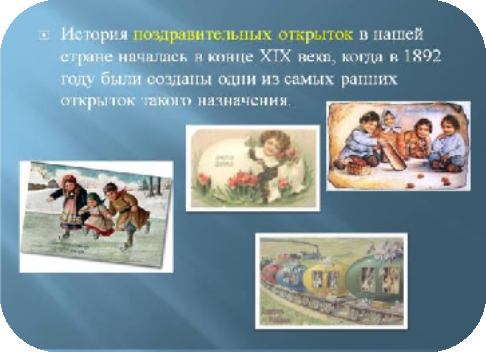 История поздравительных открыток в нашей
стране началась в конце XIX века, когда в 1892
году были созданы одни из самых ранних
открыток такого назначения.